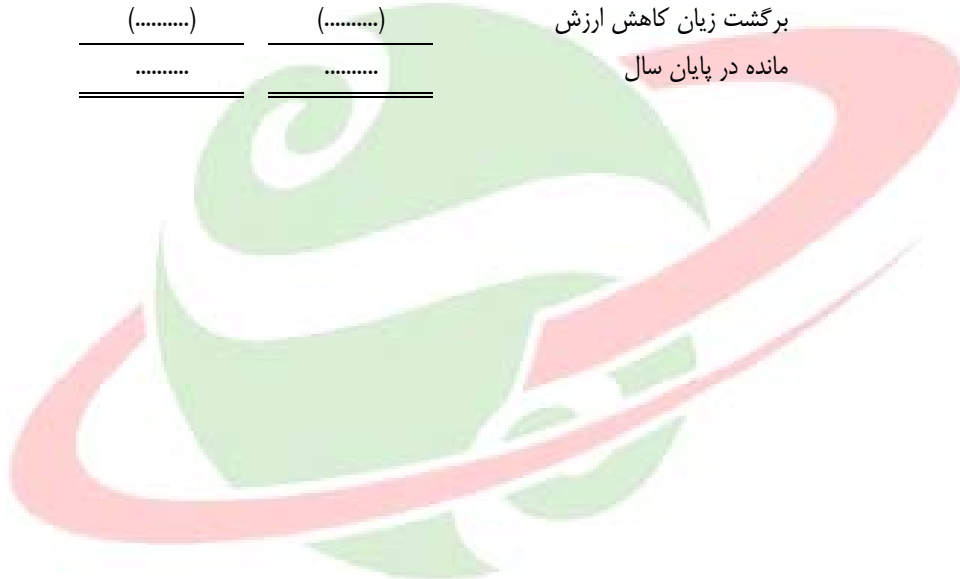 برگشت زیان کاهش ارزش (..........) (..........)
مانده در پایان سال .......... ..........